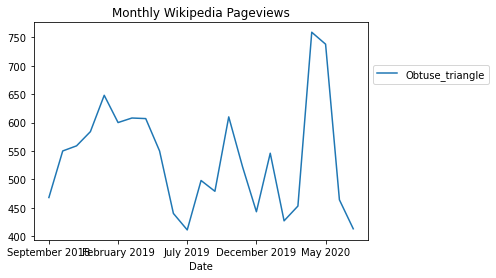 Monthly Wikipedia Pageviews
750
700
650
600
550
500
450
400
Obtuse_triangle
September 2018 February 2019 July 2019 December 2019 May 2020
Date